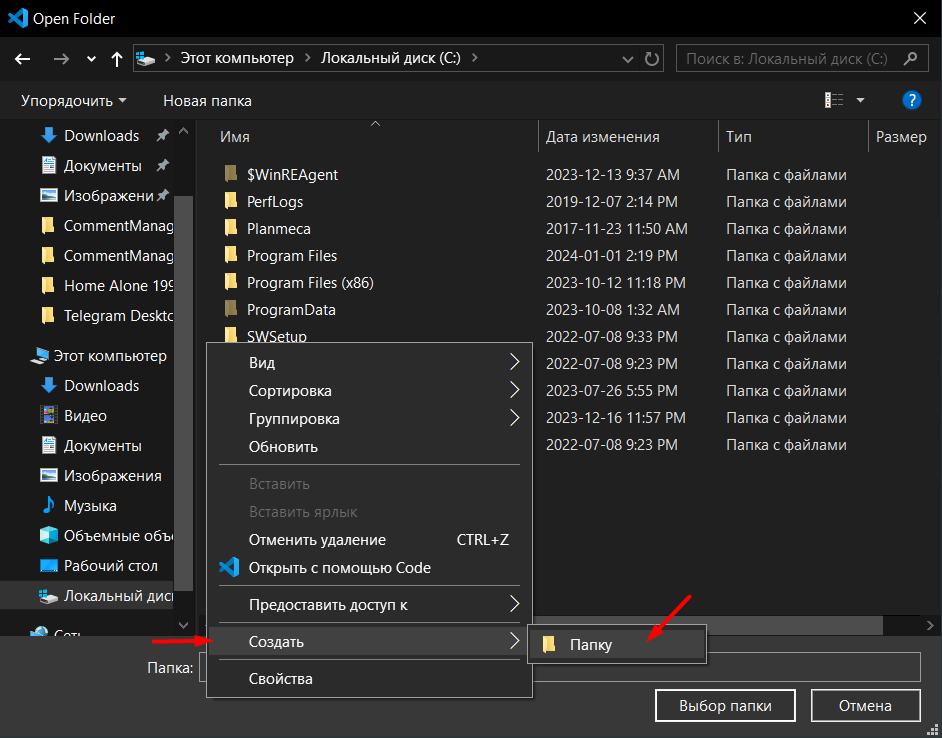 Open Folder
Этот компьютер Локальный диск (C:)
Поиск в: Локальный диск (C:)
Упорядочить
Новая папка
?
Downloads
Документы
Изображени
CommentManag
CommentManag
Home Alone 199
Telegram Deskto
Этот компьютер
Downloads
Видео
Документы
Изображения
Музыка
Объемные объ
Рабочий стол
Локальный дис
Сеть
Имя Дата изменения Тип Размер
$WinREAgent 2023-12-13 9:37 AM Папка с файлами
PerfLogs 2019-12-07 2:14 PM Папка с файлами
Planmeca 2017-11-23 11:50 AM Папка с файлами
Program Files 2024-01-01 2:19 PM Папка с файлами
Program Files (x86) 2023-10-12 11:18 PM Папка с файлами
ProgramData 2023-10-08 1:32 AM Папка с файлами
SWSetup 2022-07-08 9:33 PM Папка с файлами
2022-07-08 9:23 PM Папка с файлами
2023-07-26 5:55 PM Папка с файлами
2023-12-16 11:57 PM Папка с файлами
2022-07-08 9:23 PM Папка с файлами
Вид
Сортировка
Группировка
Обновить
Вставить
Вставить ярлык
Отменить удаление CTRL+Z
Открыть с помощью Code
Предоставить доступ к
Создать
Папку
Свойства
Папка:
Выбор папки
Отмена